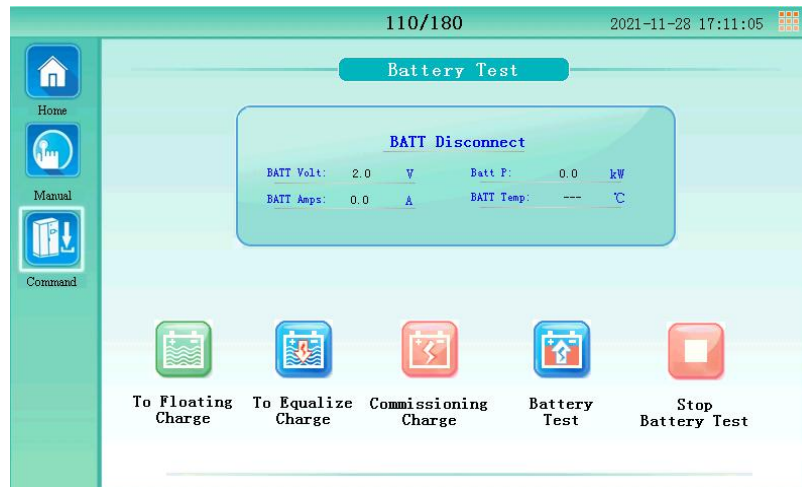 110/180
2021-11-28 17:11:05
Battery Test
Home
BATT Disconnect
BATT Volt: 2.0 V Batt P: 0.0 kW
BATT Amps: 0.0 A BATT Temp: --- ℃
Manual
Command
To Floating Charge
To Equalize Charge
Commissioning Charge
Battery Test
Stop Battery Test